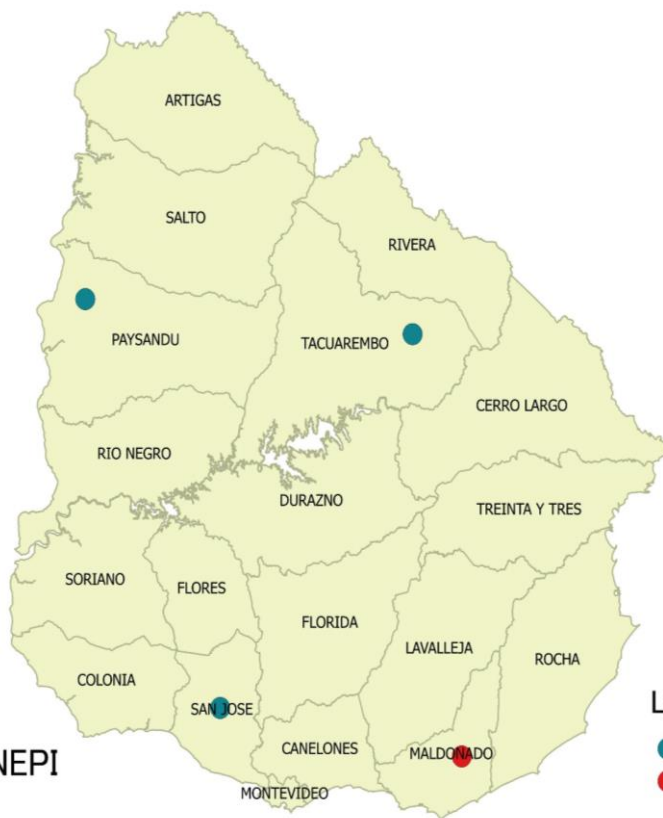 ARTIGAS
SALTO
RIVERA
PAYSANDU
TACUAREMBO
CERRO LARGO
RIO NEGRO
DURAZNO
TREINTA Y TRES
SORIANO
FLORES
FLORIDA
LAVALLEJA
ROCHA
COLONIA
SAN JOSE
CANELONES
MALDONADO
MONTEVIDEO
NEPI
L